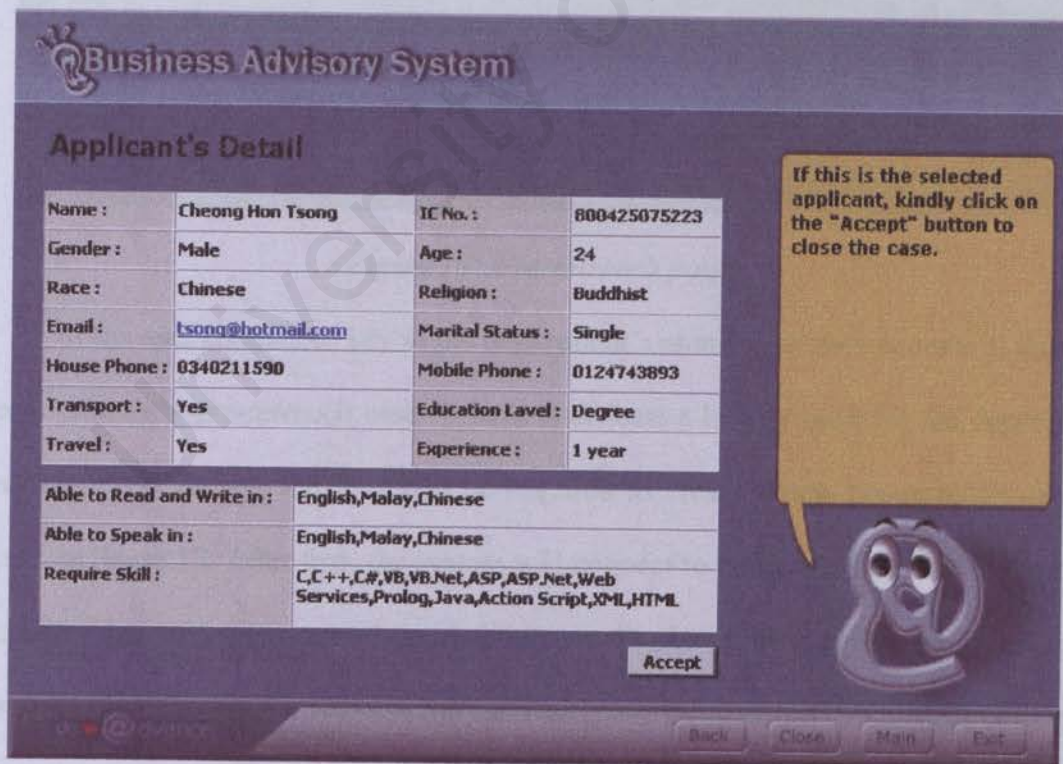 Business Advisory System
Applicant's Detail
Name : Cheong Hon Tsong IC No. : 800425075223
Gender : Male Age : 24
Race : Chinese Religion : Buddhist
Email : tsong@hotmail.com Marital Status : Single
House Phone : 0340211590 Mobile Phone : 0124743893
Transport : Yes Education Lavel : Degree
Travel : Yes Experience : 1 year
Able to Read and Write in : English,Malay,Chinese
Able to Speak in : English,Malay,Chinese
Require Skill : C,C++,C#,VB,VB.Net,ASP,ASP.Net,Web
Services,Prolog,Java,Action Script,XML,HTML
Accept
If this is the selected
applicant, kindly click on
the "Accept" button to
close the case.
Back Close Main Exit
University